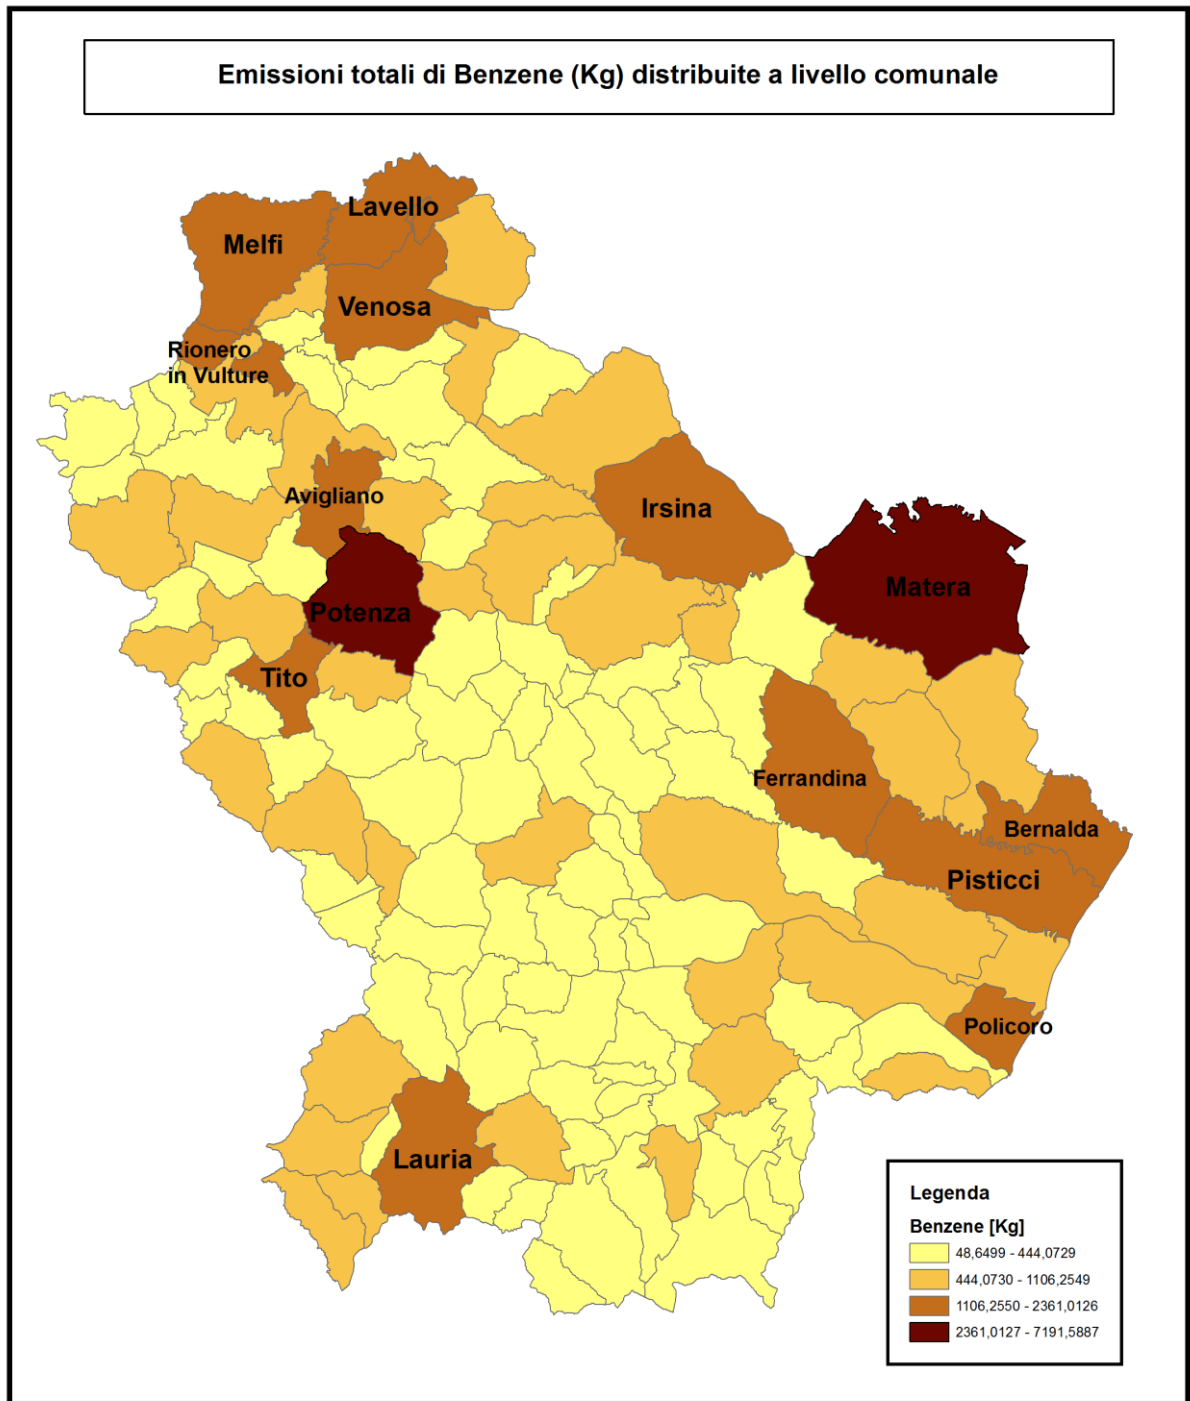 Emissioni totali di Benzene (Kg) distribuite a livello comunale
Lavello
Melfi
Venosa
Rionero
in Vulture
Avigliano
Irsina
Matera
Potenza
Tito
Ferrandina
Bernalda
Pisticci
Policoro
Lauria
Legenda
Benzene [Kg]
48,6499 - 444,0729
444,0730 - 1106,2549
1106,2550 - 2361,0126
2361,0127 - 7191,5887